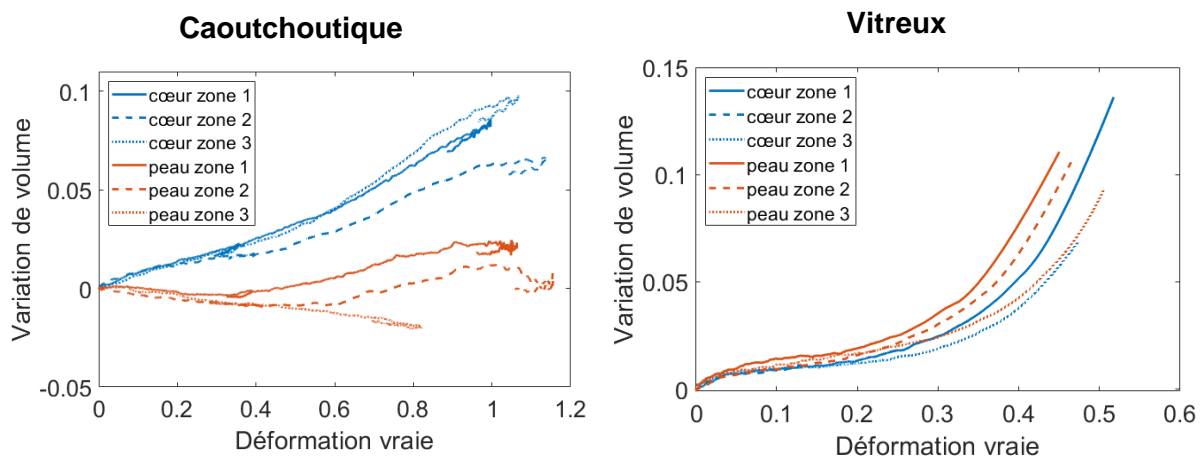 Caoutchoutique
0.1
0.05
0
-0.05
Variation de volume
cœur zone 1
cœur zone 2
cœur zone 3
peau zone 1
peau zone 2
peau zone 3
0 0.2 0.4 0.6 0.8 1 1.2
Déformation vraie
Vitreux
0.15
0.1
0.05
0
Variation de volume
cœur zone 1
cœur zone 2
cœur zone 3
peau zone 1
peau zone 2
peau zone 3
0 0.1 0.2 0.3 0.4 0.5 0.6
Déformation vraie